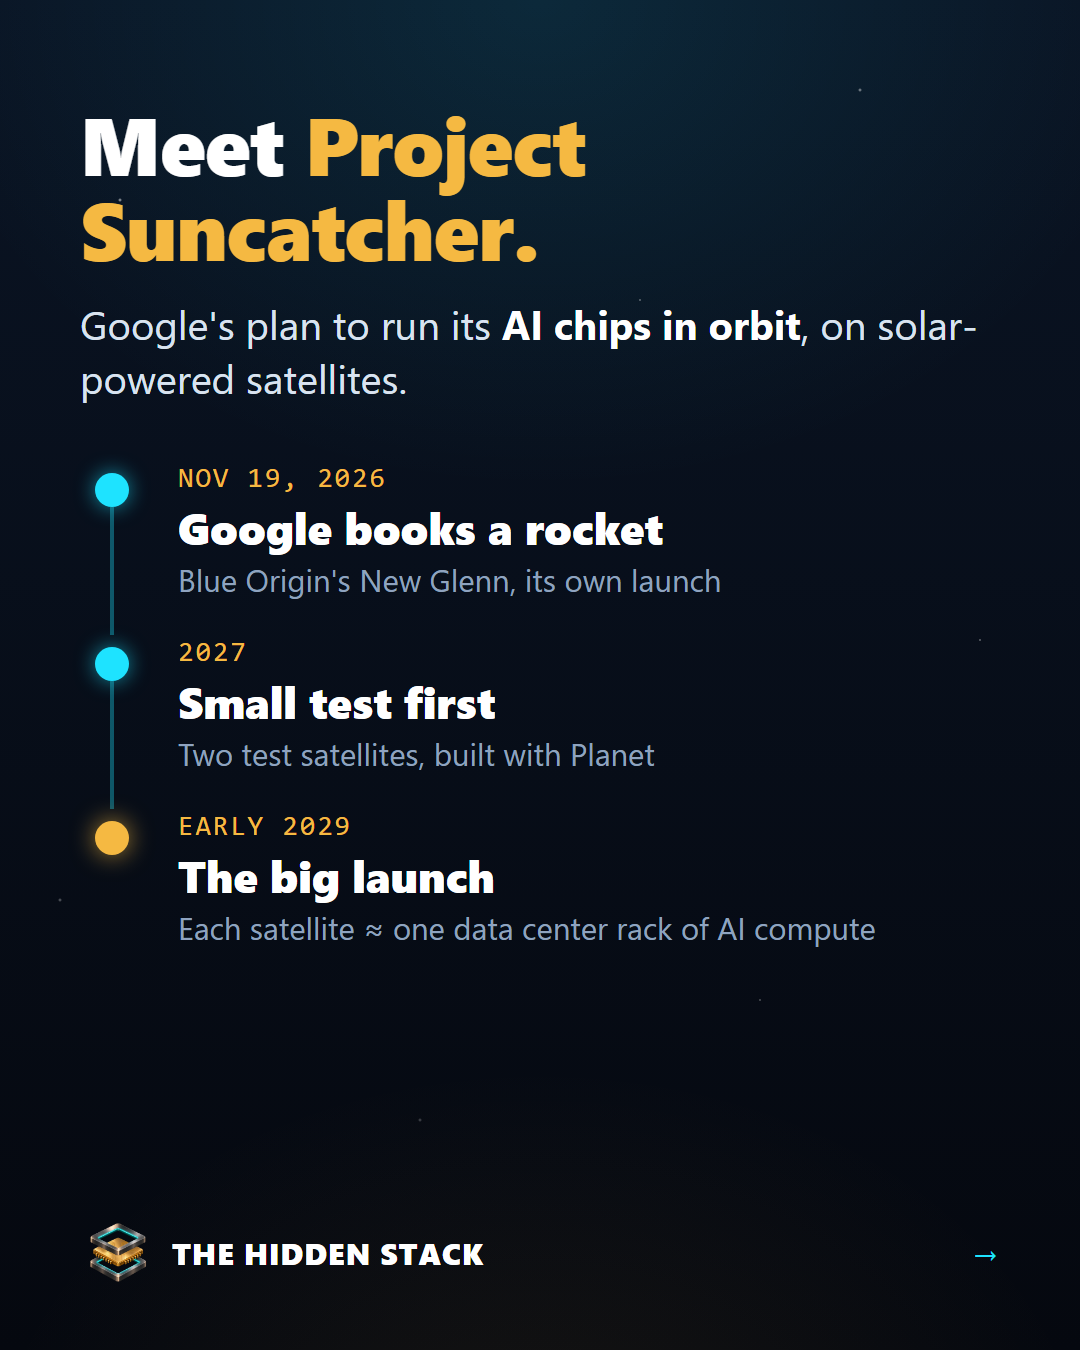 Meet Project
Suncatcher.
Google's plan to run its AI chips in orbit, on solar-
powered satellites.
NOV 19, 2026
Google books a rocket
Blue Origin's New Glenn, its own launch
2027
Small test first
Two test satellites, built with Planet
EARLY 2029
The big launch
Each satellite ≈ one data center rack of AI compute
THE HIDDEN STACK →